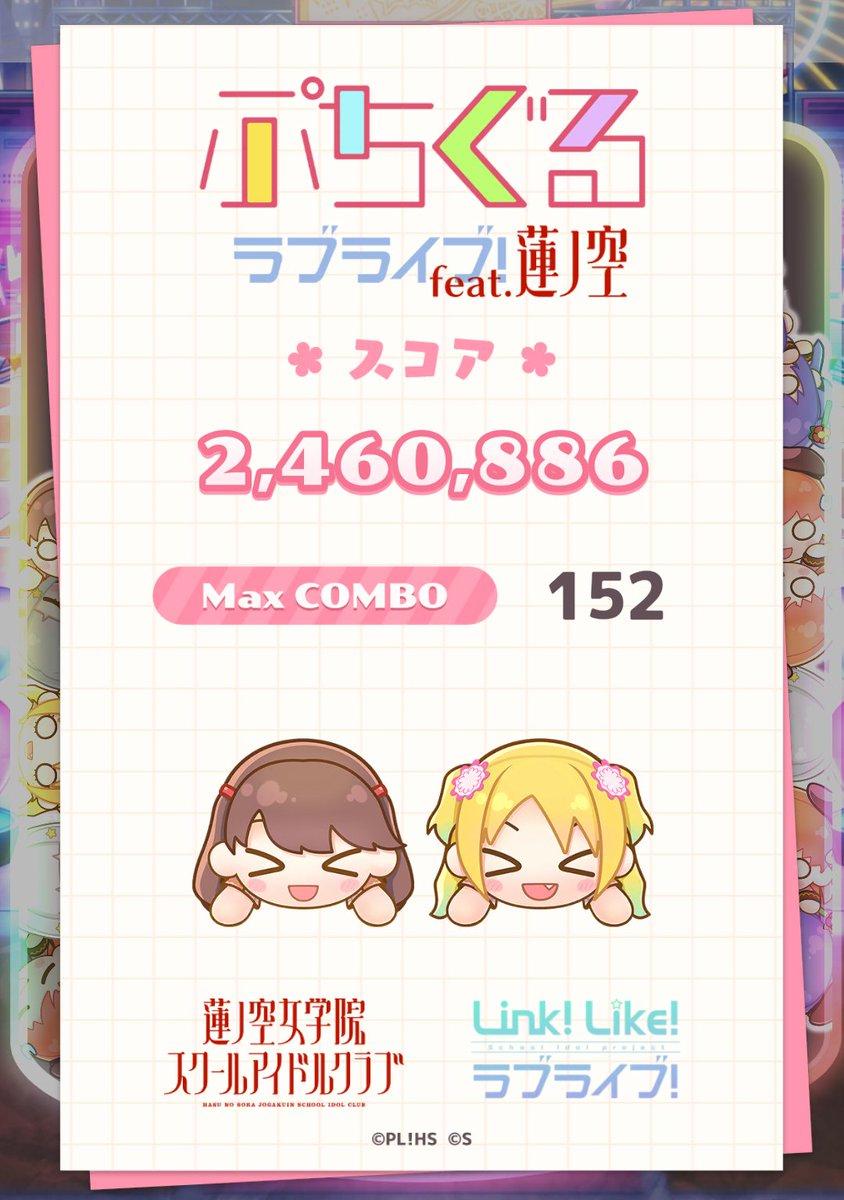 ぷちぐる
ラブライブ!
feat.蓮ノ空
スコア
2,460,886
Max COMBO 152
蓮ノ空女学院
スクールアイドルクラブ
HASU NO SORA JOGAKUIN SCHOOL IDOL CLUB
Link! Like!
School idol project
ラブライブ!
©PL!HS ©S